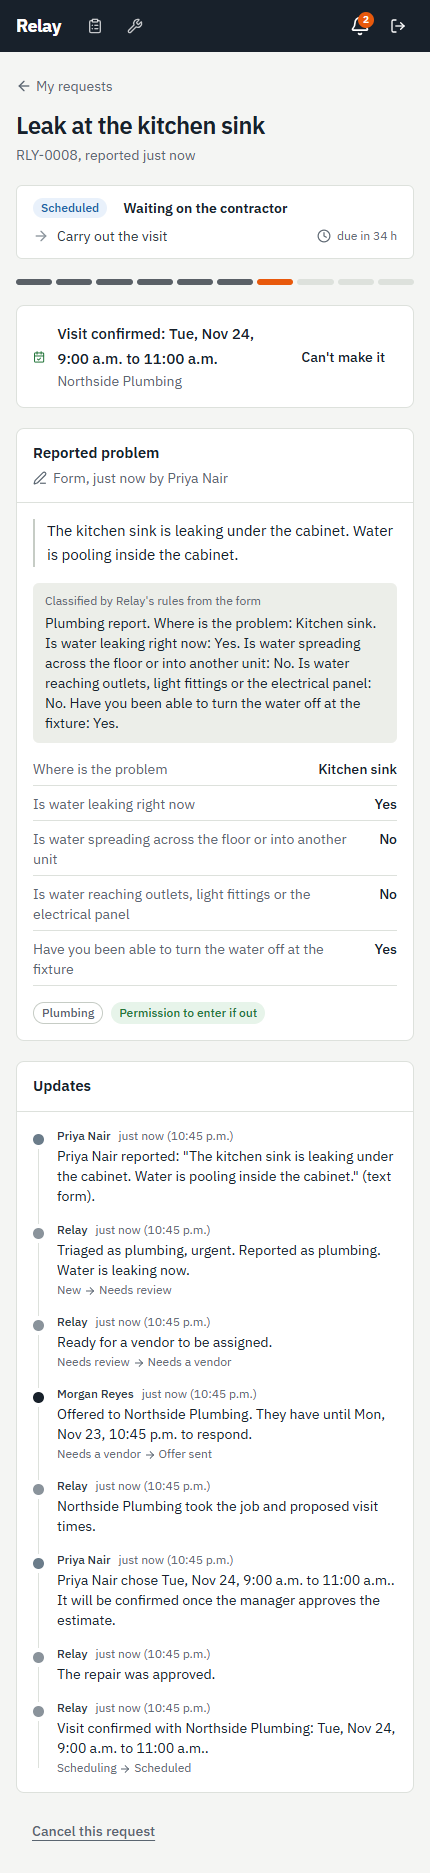 Relay
2
My requests
Leak at the kitchen sink
RLY-0008, reported just now
Scheduled Waiting on the contractor
Carry out the visit due in 34 h
Visit confirmed: Tue, Nov 24,
9:00 a.m. to 11:00 a.m.
Northside Plumbing
Can't make it
Reported problem
Form, just now by Priya Nair
The kitchen sink is leaking under the cabinet. Water
is pooling inside the cabinet.
Classified by Relay's rules from the form
Plumbing report. Where is the problem: Kitchen sink.
Is water leaking right now: Yes. Is water spreading
across the floor or into another unit: No. Is water
reaching outlets, light fittings or the electrical panel:
No. Have you been able to turn the water off at the
fixture: Yes.
Where is the problem Kitchen sink
Is water leaking right now Yes
Is water spreading across the floor or into another No
unit
Is water reaching outlets, light fittings or the No
electrical panel
Have you been able to turn the water off at the Yes
fixture
Plumbing Permission to enter if out
Updates
Priya Nair just now (10:45 p.m.)
Priya Nair reported: "The kitchen sink is leaking under
the cabinet. Water is pooling inside the cabinet." (text
form).
Relay just now (10:45 p.m.)
Triaged as plumbing, urgent. Reported as plumbing.
Water is leaking now.
New → Needs review
Relay just now (10:45 p.m.)
Ready for a vendor to be assigned.
Needs review → Needs a vendor
Morgan Reyes just now (10:45 p.m.)
Offered to Northside Plumbing. They have until Mon,
Nov 23, 10:45 p.m. to respond.
Needs a vendor → Offer sent
Relay just now (10:45 p.m.)
Northside Plumbing took the job and proposed visit
times.
Priya Nair just now (10:45 p.m.)
Priya Nair chose Tue, Nov 24, 9:00 a.m. to 11:00 a.m..
It will be confirmed once the manager approves the
estimate.
Relay just now (10:45 p.m.)
The repair was approved.
Relay just now (10:45 p.m.)
Visit confirmed with Northside Plumbing: Tue, Nov 24,
9:00 a.m. to 11:00 a.m..
Scheduling → Scheduled
Cancel this request